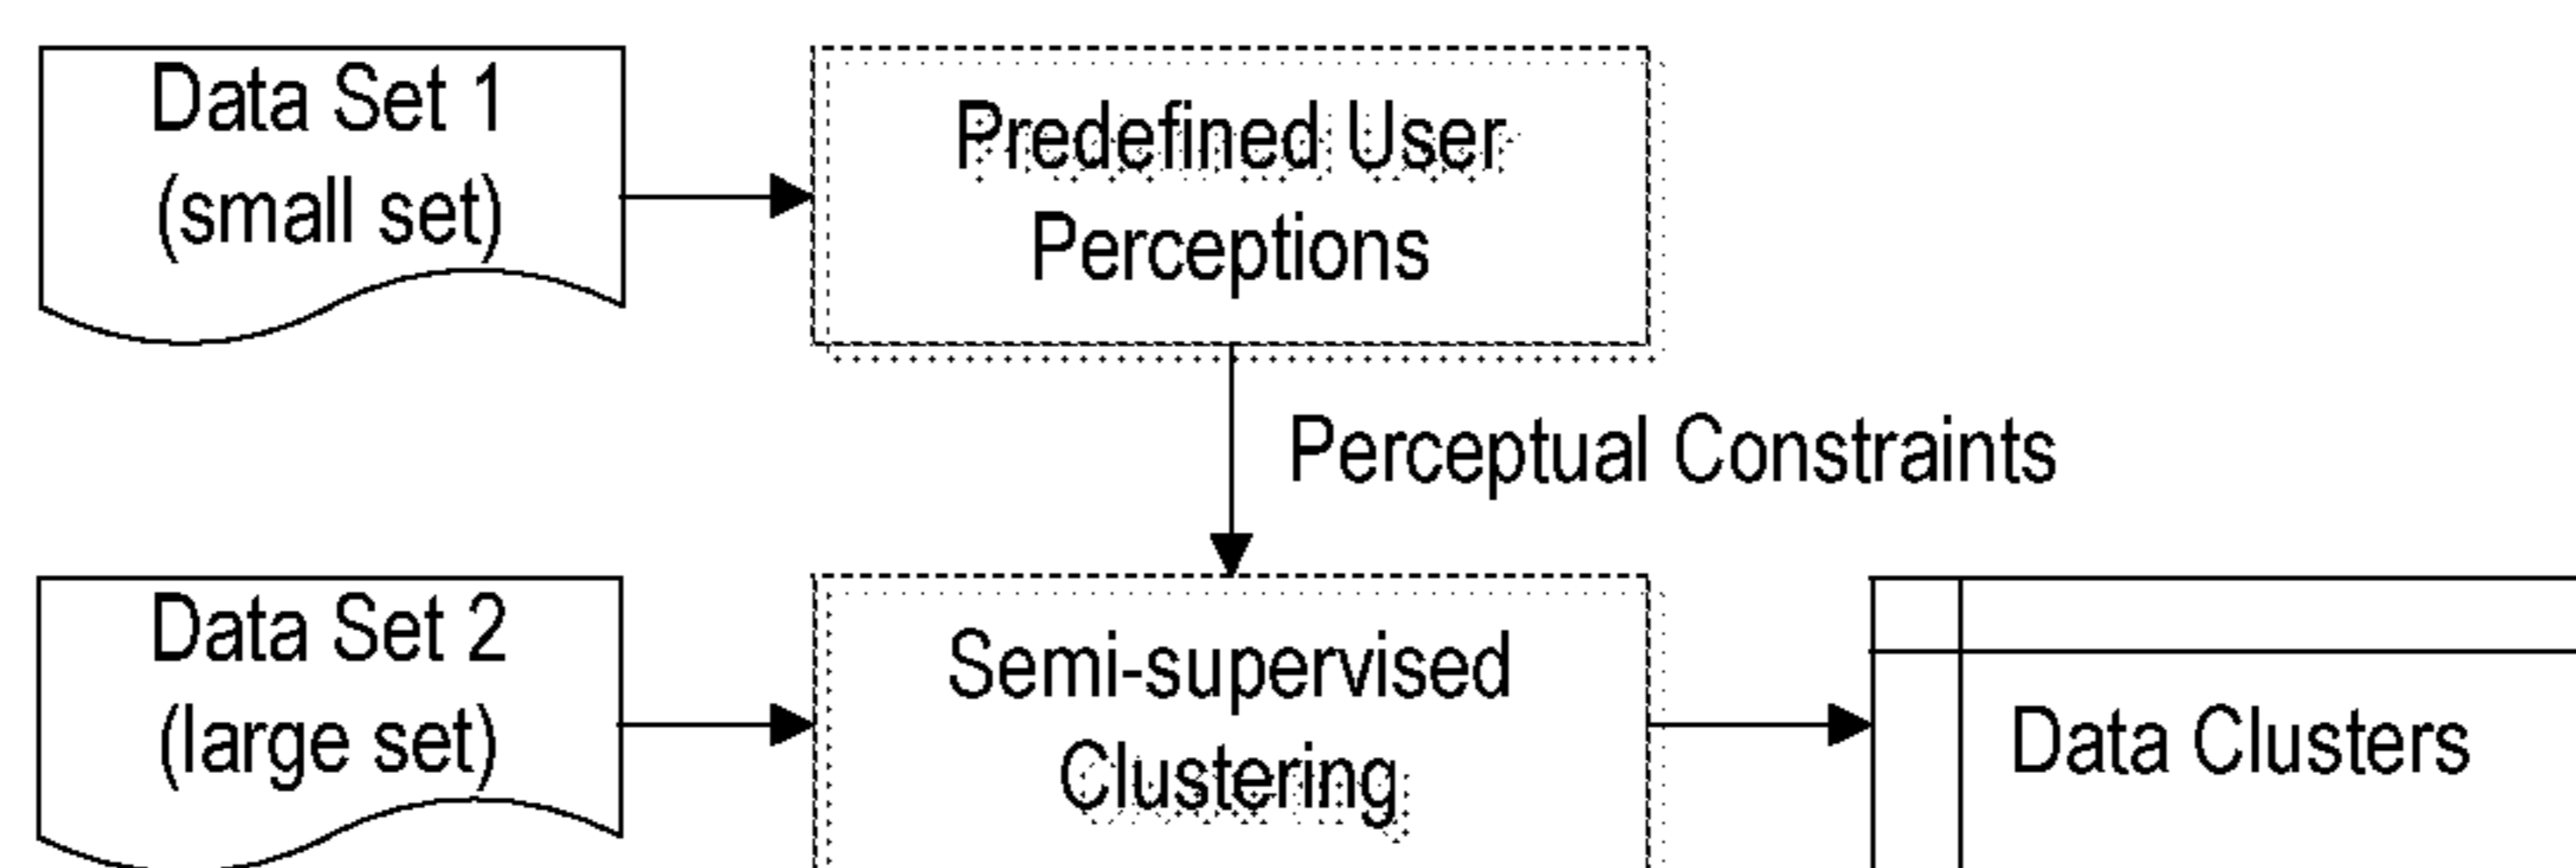 Data Set 1
(small set)
Predefined User
Perceptions
Perceptual Constraints
Data Set 2
(large set)
Semi-supervised
Clustering
Data Clusters